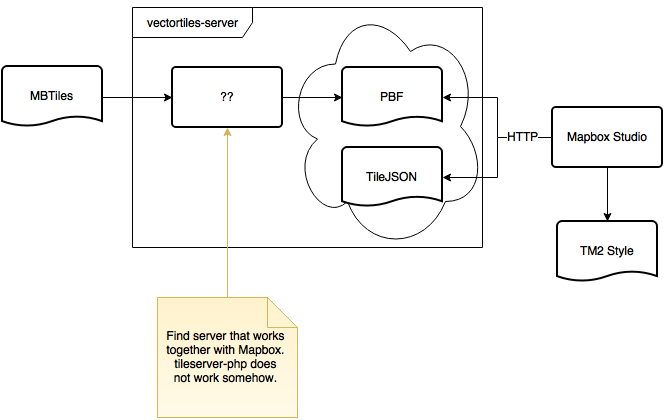 vectortiles-server
MBTiles
??
PBF
HTTP
Mapbox Studio
TileJSON
TM2 Style
Find server that works
together with Mapbox.
tileserver-php does
not work somehow.